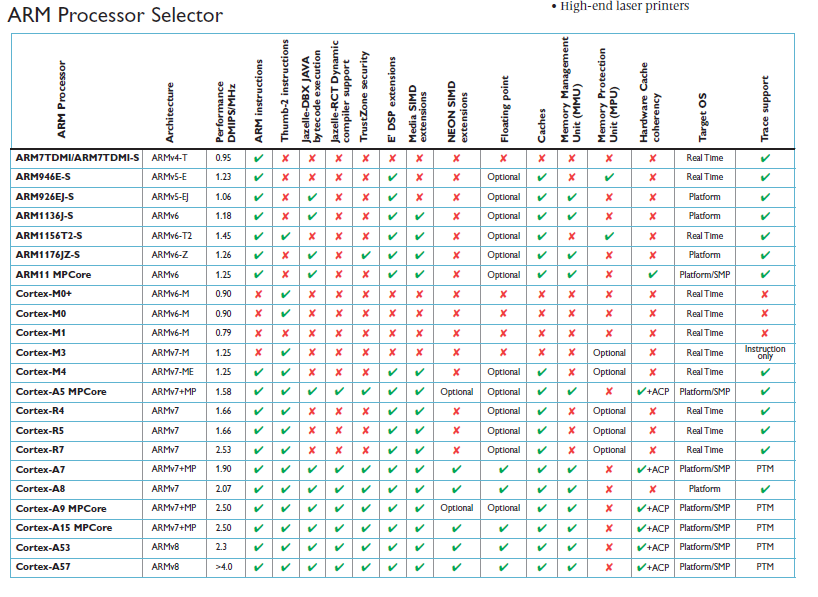 • High-end laser printers
ARM Processor Selector
ARM Processor | Architecture | Performance DMIPS/MHz | ARM instructions | Thumb-2 instructions | Jazelle-DBX JAVA bytecode execution | Jazelle-RCT Dynamic compiler support | TrustZone security | E' DSP extensions | Media SIMD extensions | NEON SIMD extensions | Floating point | Caches | Memory Management Unit (MMU) | Memory Protection Unit (MPU) | Hardware Cache coherency | Target OS | Trace support
ARM7TDMI/ARM7TDMI-S ARMv4-T 0.95 ✔ ✘ ✘ ✘ ✘ ✘ ✘ ✘ ✘ ✘ ✘ ✘ ✘ Real Time ✔
ARM946E-S ARMv5-E 1.23 ✔ ✘ ✘ ✘ ✘ ✔ ✘ ✘ Optional ✔ ✘ ✔ ✘ Real Time ✔
ARM926EJ-S ARMv5-EJ 1.06 ✔ ✘ ✔ ✘ ✘ ✔ ✘ ✘ Optional ✔ ✔ ✘ ✘ Platform ✔
ARM1136J-S ARMv6 1.18 ✔ ✘ ✔ ✘ ✘ ✔ ✔ ✘ Optional ✔ ✔ ✘ ✘ Platform ✔
ARM1156T2-S ARMv6-T2 1.45 ✔ ✔ ✘ ✘ ✘ ✔ ✔ ✘ Optional ✔ ✘ ✔ ✘ Real Time ✔
ARM1176JZ-S ARMv6-Z 1.26 ✔ ✘ ✔ ✘ ✔ ✔ ✔ ✘ Optional ✔ ✔ ✘ ✘ Platform ✔
ARM11 MPCore ARMv6 1.25 ✔ ✘ ✔ ✘ ✘ ✔ ✔ ✘ Optional ✔ ✔ ✘ ✔ Platform/SMP ✔
Cortex-M0+ ARMv6-M 0.90 ✘ ✔ ✘ ✘ ✘ ✘ ✘ ✘ ✘ ✘ ✘ ✘ ✘ Real Time ✘
Cortex-M0 ARMv6-M 0.90 ✘ ✔ ✘ ✘ ✘ ✘ ✘ ✘ ✘ ✘ ✘ ✘ ✘ Real Time ✘
Cortex-M1 ARMv6-M 0.79 ✘ ✘ ✘ ✘ ✘ ✘ ✘ ✘ ✘ ✘ ✘ ✘ ✘ Real Time ✘
Cortex-M3 ARMv7-M 1.25 ✘ ✔ ✘ ✘ ✘ ✘ ✘ ✘ ✘ ✘ ✘ Optional ✘ Real Time Instruction only
Cortex-M4 ARMv7-ME 1.25 ✔ ✔ ✘ ✘ ✘ ✔ ✔ ✘ Optional ✔ ✘ Optional ✘ Real Time ✔
Cortex-A5 MPCore ARMv7+MP 1.58 ✔ ✔ ✔ ✔ ✔ ✔ ✔ Optional Optional ✔ ✔ ✘ ✔+ACP Platform/SMP ✔
Cortex-R4 ARMv7 1.66 ✔ ✔ ✘ ✘ ✘ ✔ ✔ ✘ Optional ✔ ✘ Optional ✘ Real Time ✔
Cortex-R5 ARMv7 1.66 ✔ ✔ ✘ ✘ ✘ ✔ ✔ ✘ Optional ✔ ✘ Optional ✘ Real Time ✔
Cortex-R7 ARMv7 2.53 ✔ ✔ ✘ ✘ ✘ ✔ ✔ ✘ Optional ✔ ✘ Optional ✘ Real Time ✔
Cortex-A7 ARMv7+MP 1.90 ✔ ✔ ✔ ✔ ✔ ✔ ✔ ✔ ✔ ✔ ✔ ✘ ✔+ACP Platform/SMP PTM
Cortex-A8 ARMv7 2.07 ✔ ✔ ✔ ✔ ✔ ✔ ✔ ✔ ✔ ✔ ✔ ✘ ✘ Platform ✔
Cortex-A9 MPCore ARMv7+MP 2.50 ✔ ✔ ✔ ✔ ✔ ✔ ✔ Optional Optional ✔ ✔ ✘ ✔+ACP Platform/SMP PTM
Cortex-A15 MPCore ARMv7+MP 2.50 ✔ ✔ ✔ ✔ ✔ ✔ ✔ ✔ ✔ ✔ ✔ ✘ ✔+ACP Platform/SMP PTM
Cortex-A53 ARMv8 2.3 ✔ ✔ ✔ ✔ ✔ ✔ ✔ ✔ ✔ ✔ ✔ ✘ ✔+ACP Platform/SMP PTM
Cortex-A57 ARMv8 >4.0 ✔ ✔ ✔ ✔ ✔ ✔ ✔ ✔ ✔ ✔ ✔ ✘ ✔+ACP Platform/SMP PTM